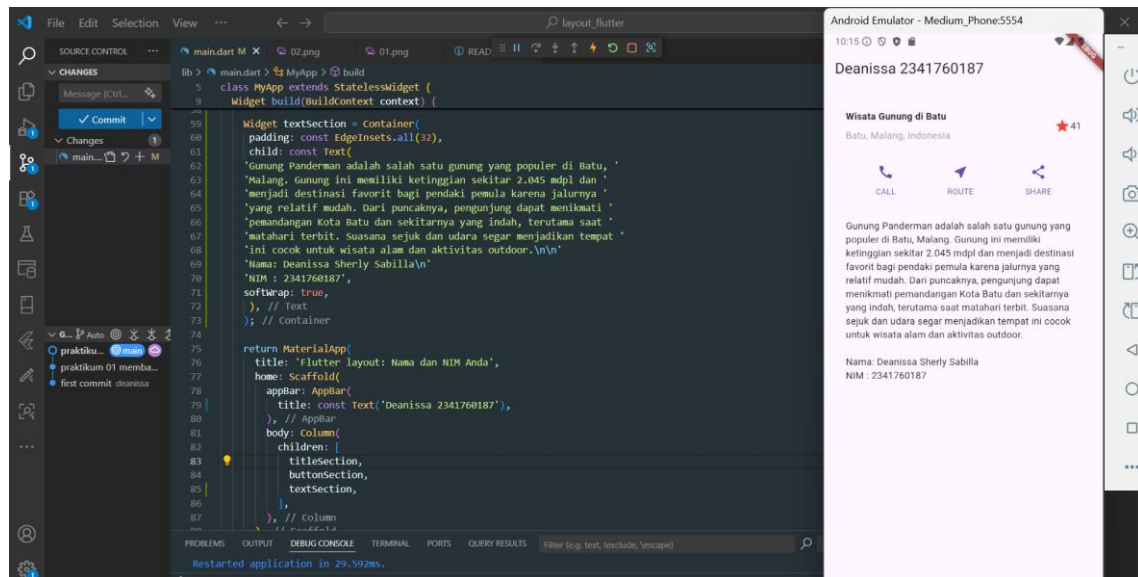 File Edit Selection View ... layout_flutter
SOURCE CONTROL ...
CHANGES
Message (Ctrl...
Commit
Changes 1
main.... M
G... Auto
praktiku... main
praktikum 01 memba...
first commit deanissa
main.dart M 02.png 01.png READ
lib > main.dart > MyApp > build
5 class MyApp extends StatelessWidget {
9 Widget build(BuildContext context) {
59 Widget textSection = Container(
60 padding: const EdgeInsets.all(32),
61 child: const Text(
62 'Gunung Panderman adalah salah satu gunung yang populer di Batu, '
63 'Malang. Gunung ini memiliki ketinggian sekitar 2.045 mdpl dan '
64 'menjadi destinasi favorit bagi pendaki pemula karena jalurnya '
65 'yang relatif mudah. Dari puncaknya, pengunjung dapat menikmati '
66 'pemandangan Kota Batu dan sekitarnya yang indah, terutama saat '
67 'matahari terbit. Suasana sejuk dan udara segar menjadikan tempat '
68 'ini cocok untuk wisata alam dan aktivitas outdoor.\n\n'
69 'Nama: Deanissa Sherly Sabilla\n'
70 'NIM : 2341760187',
71 softWrap: true,
72 ), // Text
73 ); // Container
74
75 return MaterialApp(
76 title: 'Flutter layout: Nama dan NIM Anda',
77 home: Scaffold(
78 appBar: AppBar(
79 title: const Text('Deanissa 2341760187'),
80 ), // AppBar
81 body: Column(
82 children: [
83 titleSection,
84 buttonSection,
85 textSection,
86 ],
87 ), // Column
PROBLEMS OUTPUT DEBUG CONSOLE TERMINAL PORTS QUERY RESULTS Filter (e.g. text, !exclude, \escape)
Restarted application in 29.592ms.
Android Emulator - Medium_Phone:5554
10:15
DEBUG
Deanissa 2341760187
Wisata Gunung di Batu
Batu, Malang, Indonesia
41
CALL ROUTE SHARE
Gunung Panderman adalah salah satu gunung yang
populer di Batu, Malang. Gunung ini memiliki
ketinggian sekitar 2.045 mdpl dan menjadi destinasi
favorit bagi pendaki pemula karena jalurnya yang
relatif mudah. Dari puncaknya, pengunjung dapat
menikmati pemandangan Kota Batu dan sekitarnya
yang indah, terutama saat matahari terbit. Suasana
sejuk dan udara segar menjadikan tempat ini cocok
untuk wisata alam dan aktivitas outdoor.
Nama: Deanissa Sherly Sabilla
NIM : 2341760187